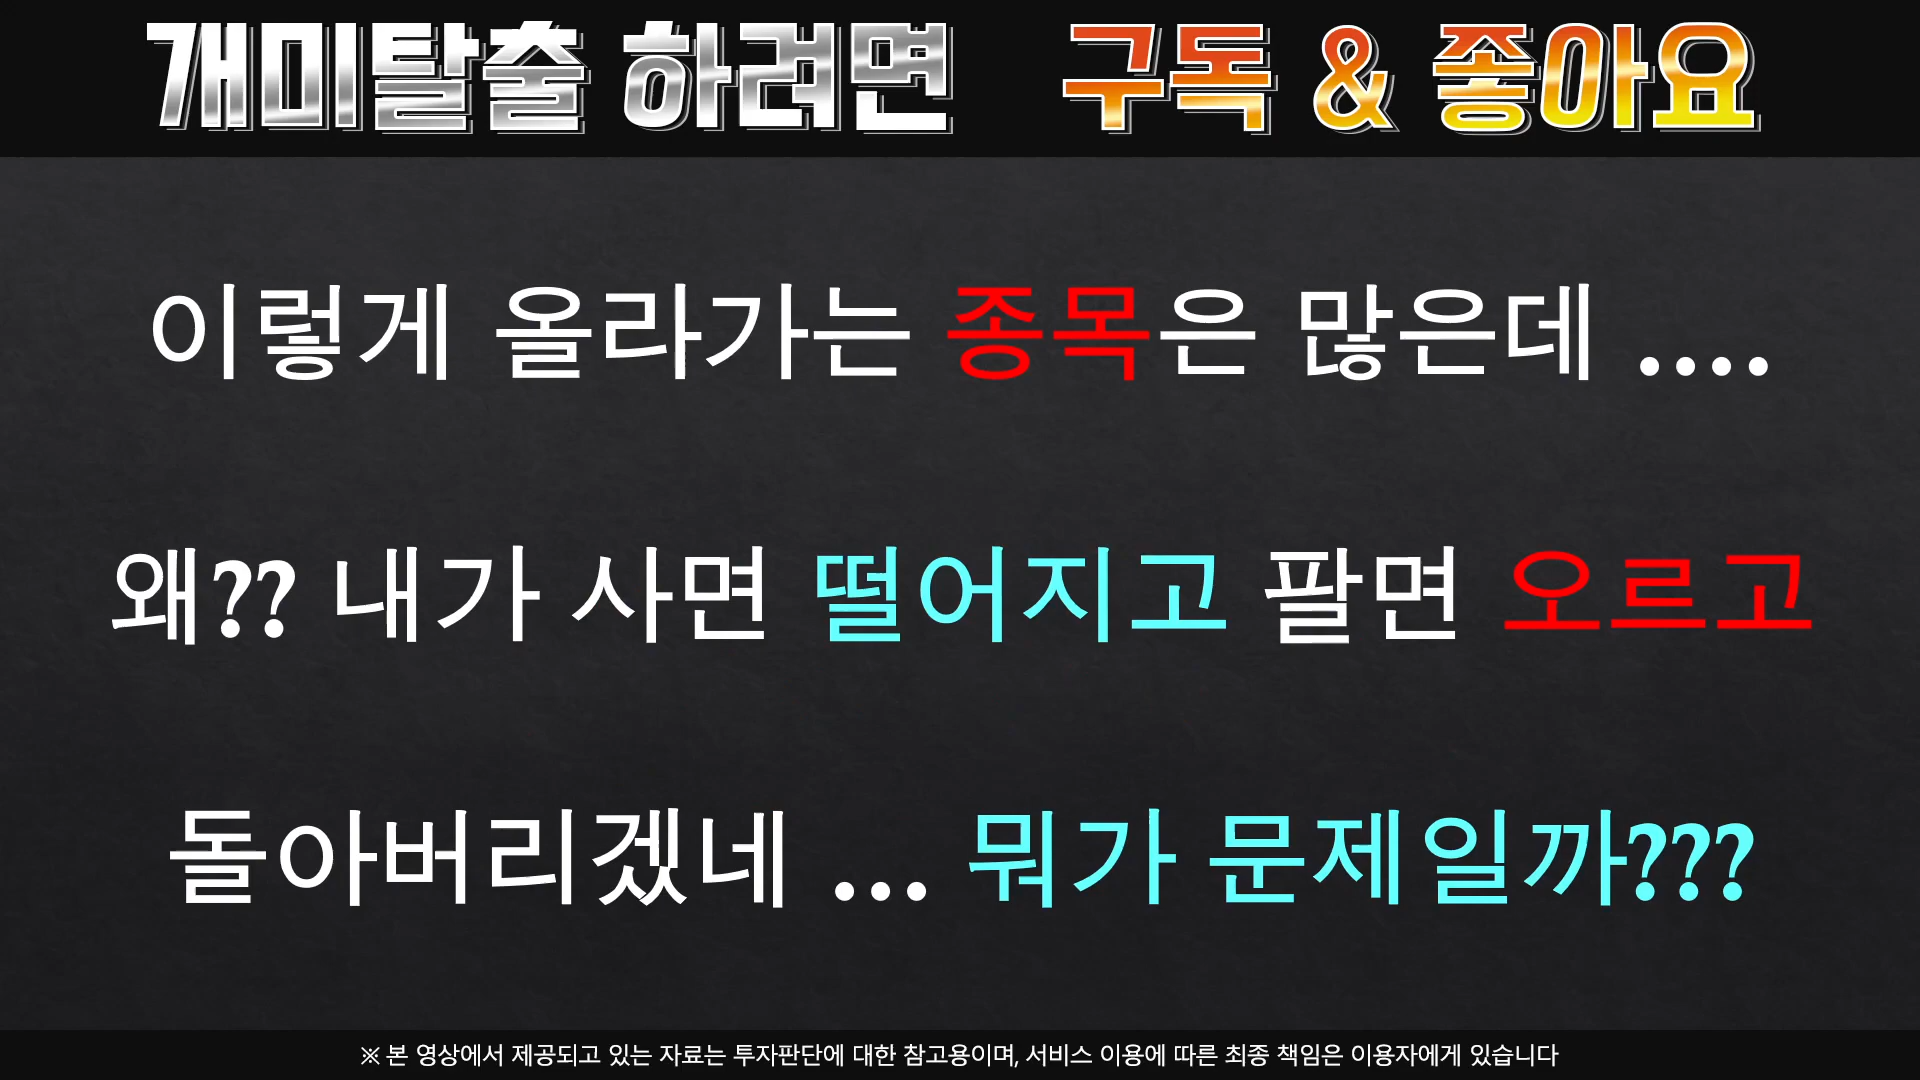 개미탈출 하려면 구독 & 좋아요
이렇게 올라가는 종목은 많은데 ....
왜?? 내가 사면 떨어지고 팔면 오르고
돌아버리겠네 ... 뭐가 문제일까???
※ 본 영상에서 제공되고 있는 자료는 투자판단에 대한 참고용이며, 서비스 이용에 따른 최종 책임은 이용자에게 있습니다